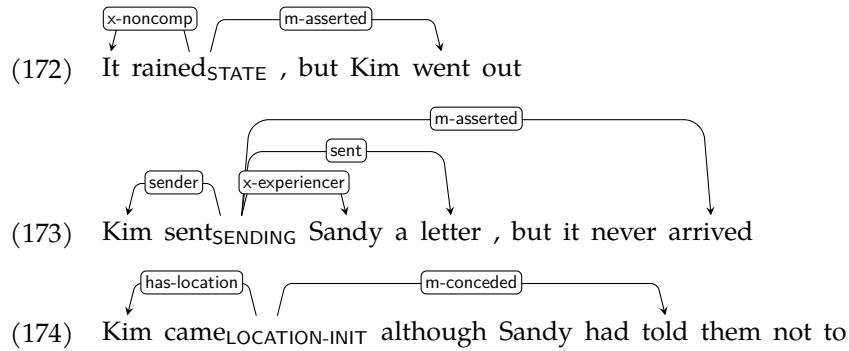 x-noncomp m-asserted
(172) It rainedSTATE , but Kim went out
m-asserted
sent
sender x-experiencer
(173) Kim sentSENDING Sandy a letter , but it never arrived
has-location m-conceded
(174) Kim cameLOCATION-INIT although Sandy had told them not to